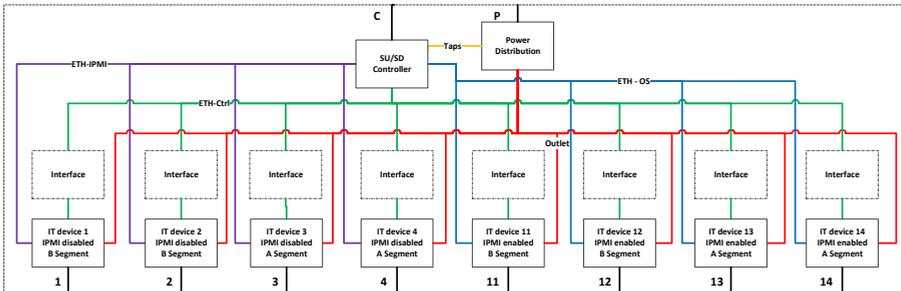 C
P
SU/SD
Controller
Taps
Power
Distribution
ETH-IPMI
ETH - OS
ETH-Ctrl
Outlet
Interface
Interface
Interface
Interface
Interface
Interface
Interface
Interface
IT device 1
IPMI disabled
B Segment
IT device 2
IPMI disabled
B Segment
IT device 3
IPMI disabled
A Segment
IT device 4
IPMI disabled
A Segment
IT device 11
IPMI enabled
B Segment
IT device 12
IPMI enabled
B Segment
IT device 13
IPMI enabled
A Segment
IT device 14
IPMI enabled
A Segment
1
2
3
4
11
12
13
14